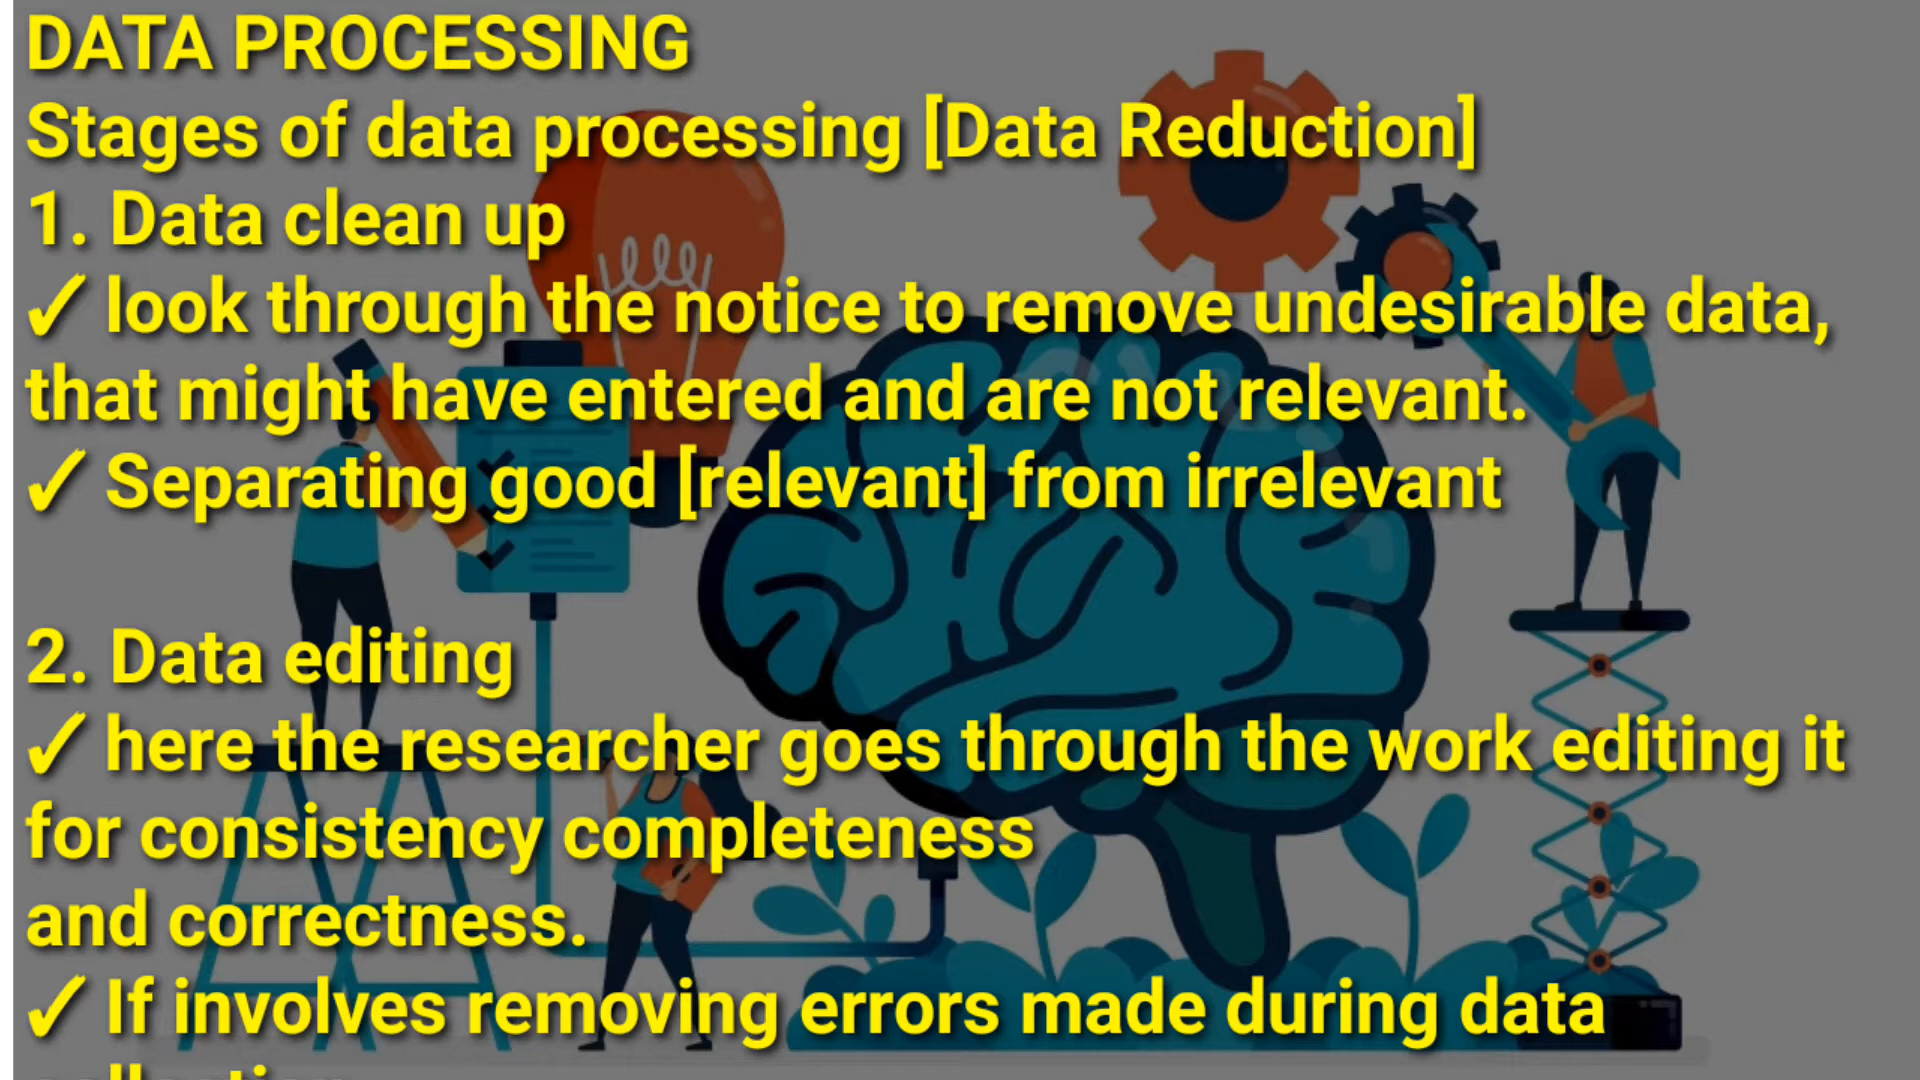 DATA PROCESSING
Stages of data processing [Data Reduction]
1. Data clean up
✓ look through the notice to remove undesirable data,
that might have entered and are not relevant.
✓ Separating good [relevant] from irrelevant
2. Data editing
✓ here the researcher goes through the work editing it
for consistency completeness
and correctness.
✓ If involves removing errors made during data